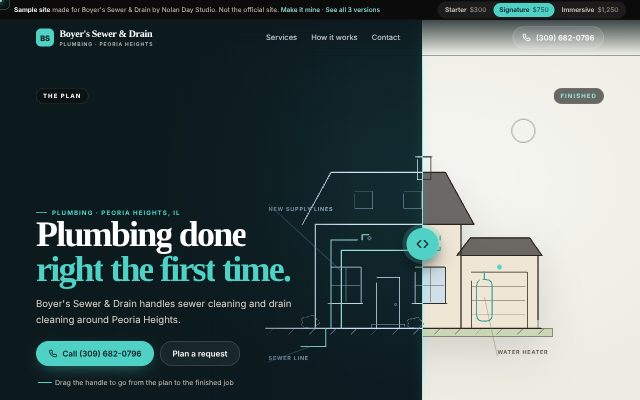 Sample site made for Boyer's Sewer & Drain by Nolan Day Studio. Not the official site. Make it mine · See all 3 versions
Starter $300 Signature $750 Immersive $1,250
BS Boyer's Sewer & Drain
PLUMBING · PEORIA HEIGHTS
Services How it works Contact
(309) 682-0796
THE PLAN
FINISHED
NEW SUPPLY LINES
PLUMBING · PEORIA HEIGHTS, IL
Plumbing done
right the first time.
Boyer's Sewer & Drain handles sewer cleaning and drain
cleaning around Peoria Heights.
Call (309) 682-0796 Plan a request
SEWER LINE
WATER HEATER
Drag the handle to go from the plan to the finished job